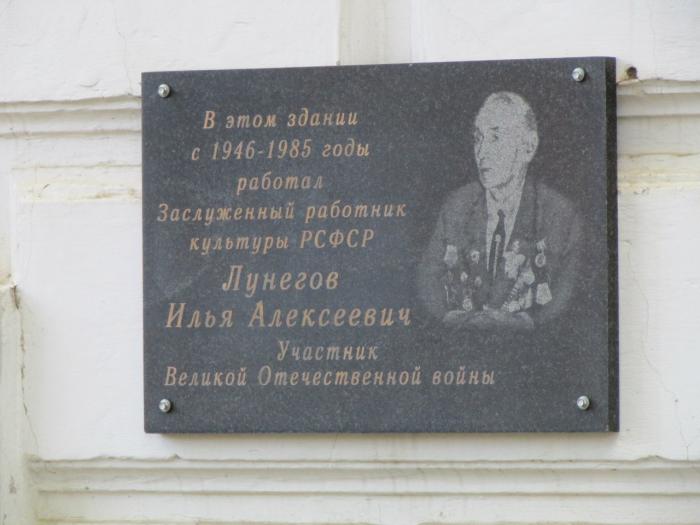 В этом здании
с 1946-1985 годы
работал
Заслуженный работник
культуры РСФСР
Лунегов
Илья Алексеевич
Участник
Великой Отечественной войны